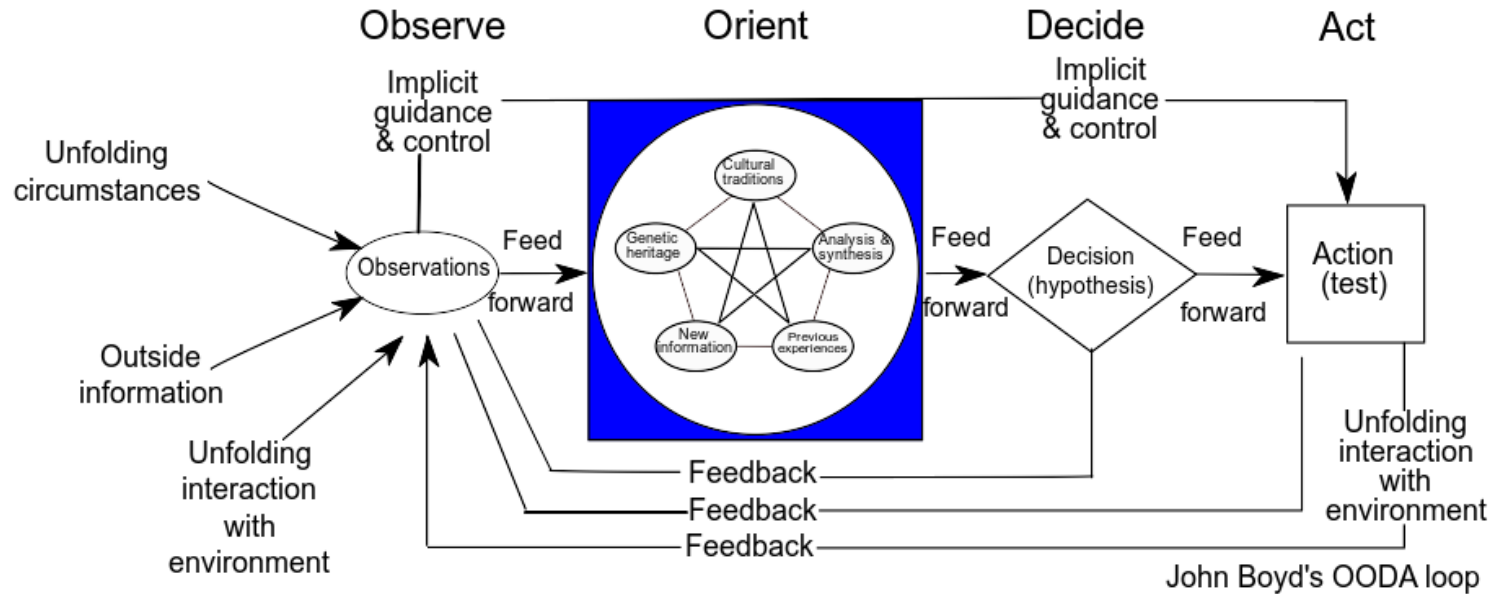 Observe
Orient
Decide
Act
Implicit
guidance
& control
Implicit
guidance
& control
Unfolding
circumstances
Observations
Outside
information
Unfolding
interaction
with
environment
Feed
forward
Cultural
traditions
Genetic
heritage
Analysis &
synthesis
New
information
Previous
experiences
Feed
forward
Decision
(hypothesis)
Feed
forward
Action
(test)
Unfolding
interaction
with
environment
Feedback
Feedback
Feedback
John Boyd's OODA loop